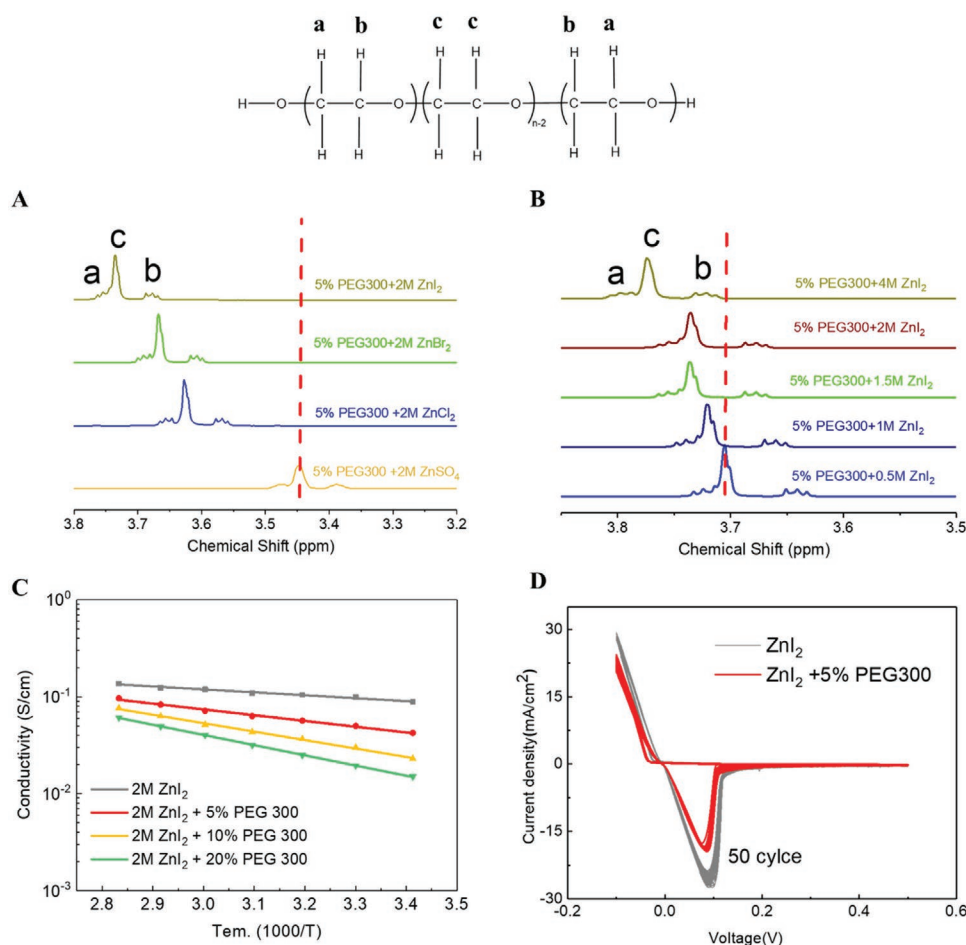 a b c c b a
H H H H H H
H—O—(—C—C—O—)(—C—C—O—)n-2(—C—C—O—)—H
H H H H H H
A
a c b
5% PEG300+2M ZnI2
5% PEG300+2M ZnBr2
5% PEG300 +2M ZnCl2
5% PEG300 +2M ZnSO4
3.8 3.7 3.6 3.5 3.4 3.3 3.2
Chemical Shift (ppm)
B
a c b
5% PEG300+4M ZnI2
5% PEG300+2M ZnI2
5% PEG300+1.5M ZnI2
5% PEG300+1M ZnI2
5% PEG300+0.5M ZnI2
3.8 3.7 3.6 3.5
Chemical Shift (ppm)
C
Conductivity (S/cm)
10^0
10^-1
10^-2
10^-3
2M ZnI2
2M ZnI2 + 5% PEG 300
2M ZnI2 + 10% PEG 300
2M ZnI2 + 20% PEG 300
2.8 2.9 3.0 3.1 3.2 3.3 3.4 3.5
Tem. (1000/T)
D
Current density(mA/cm2)
30
15
0
-15
-30
ZnI2
ZnI2 +5% PEG300
50 cylce
-0.2 0.0 0.2 0.4 0.6
Voltage(V)